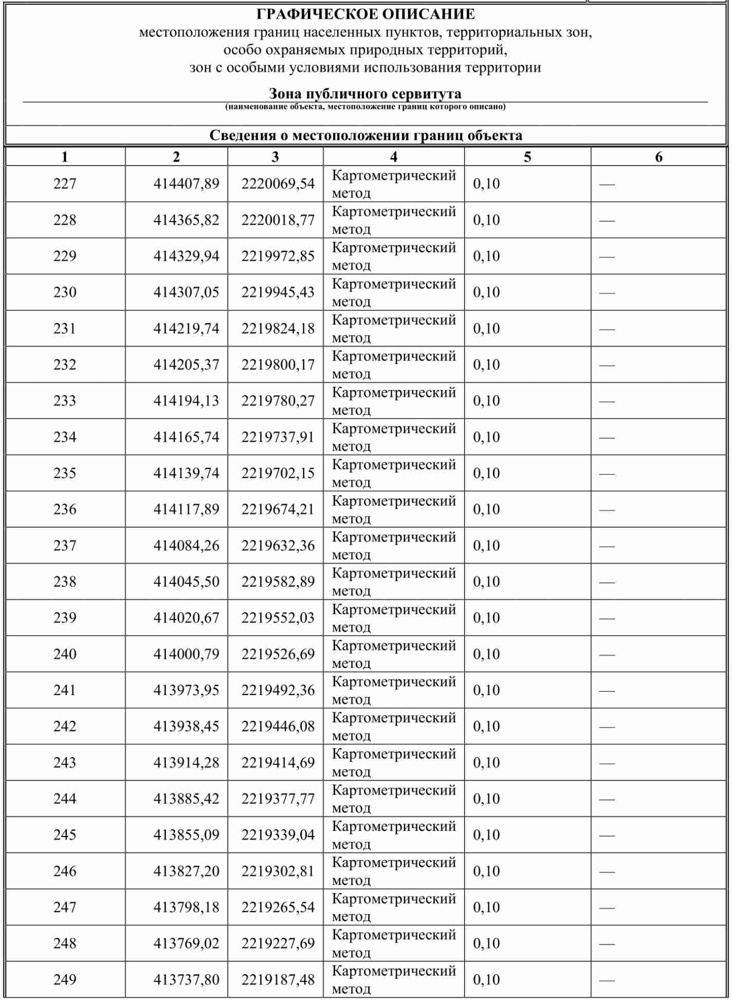 ГРАФИЧЕСКОЕ ОПИСАНИЕ
местоположения границ населенных пунктов, территориальных зон,
особо охраняемых природных территорий,
зон с особыми условиями использования территории
Зона публичного сервитута
(наименование объекта, местоположение границ которого описано)
Сведения о местоположении границ объекта
1 2 3 4 5 6
227 414407,89 2220069,54 Картометрический метод 0,10 —
228 414365,82 2220018,77 Картометрический метод 0,10 —
229 414329,94 2219972,85 Картометрический метод 0,10 —
230 414307,05 2219945,43 Картометрический метод 0,10 —
231 414219,74 2219824,18 Картометрический метод 0,10 —
232 414205,37 2219800,17 Картометрический метод 0,10 —
233 414194,13 2219780,27 Картометрический метод 0,10 —
234 414165,74 2219737,91 Картометрический метод 0,10 —
235 414139,74 2219702,15 Картометрический метод 0,10 —
236 414117,89 2219674,21 Картометрический метод 0,10 —
237 414084,26 2219632,36 Картометрический метод 0,10 —
238 414045,50 2219582,89 Картометрический метод 0,10 —
239 414020,67 2219552,03 Картометрический метод 0,10 —
240 414000,79 2219526,69 Картометрический метод 0,10 —
241 413973,95 2219492,36 Картометрический метод 0,10 —
242 413938,45 2219446,08 Картометрический метод 0,10 —
243 413914,28 2219414,69 Картометрический метод 0,10 —
244 413885,42 2219377,77 Картометрический метод 0,10 —
245 413855,09 2219339,04 Картометрический метод 0,10 —
246 413827,20 2219302,81 Картометрический метод 0,10 —
247 413798,18 2219265,54 Картометрический метод 0,10 —
248 413769,02 2219227,69 Картометрический метод 0,10 —
249 413737,80 2219187,48 Картометрический метод 0,10 —